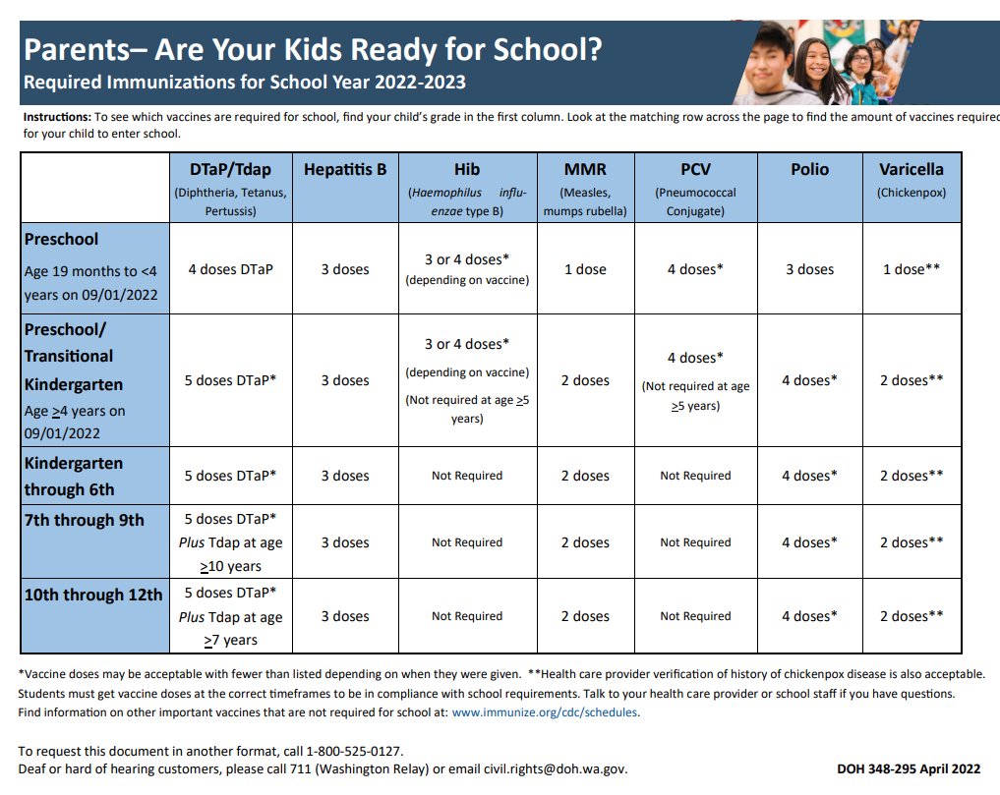 Parents– Are Your Kids Ready for School?
Required Immunizations for School Year 2022-2023
Instructions: To see which vaccines are required for school, find your child's grade in the first column. Look at the matching row across the page to find the amount of vaccines required
for your child to enter school.
DTaP/Tdap
(Diphtheria, Tetanus,
Pertussis)
Hepatitis B
Hib
(Haemophilus influ-
enzae type B)
MMR
(Measles,
mumps rubella)
PCV
(Pneumococcal
Conjugate)
Polio
Varicella
(Chickenpox)
Preschool
Age 19 months to <4
years on 09/01/2022
4 doses DTaP
3 doses
3 or 4 doses*
(depending on vaccine)
1 dose
4 doses*
3 doses
1 dose**
Preschool/
Transitional
Kindergarten
Age ≥4 years on
09/01/2022
5 doses DTaP*
3 doses
3 or 4 doses*
(depending on vaccine)
(Not required at age ≥5
years)
2 doses
4 doses*
(Not required at age
≥5 years)
4 doses*
2 doses**
Kindergarten
through 6th
5 doses DTaP*
3 doses
Not Required
2 doses
Not Required
4 doses*
2 doses**
7th through 9th
5 doses DTaP*
Plus Tdap at age
≥10 years
3 doses
Not Required
2 doses
Not Required
4 doses*
2 doses**
10th through 12th
5 doses DTaP*
Plus Tdap at age
≥7 years
3 doses
Not Required
2 doses
Not Required
4 doses*
2 doses**
*Vaccine doses may be acceptable with fewer than listed depending on when they were given. **Health care provider verification of history of chickenpox disease is also acceptable.
Students must get vaccine doses at the correct timeframes to be in compliance with school requirements. Talk to your health care provider or school staff if you have questions.
Find information on other important vaccines that are not required for school at: www.immunize.org/cdc/schedules.
To request this document in another format, call 1-800-525-0127.
Deaf or hard of hearing customers, please call 711 (Washington Relay) or email civil.rights@doh.wa.gov.
DOH 348-295 April 2022